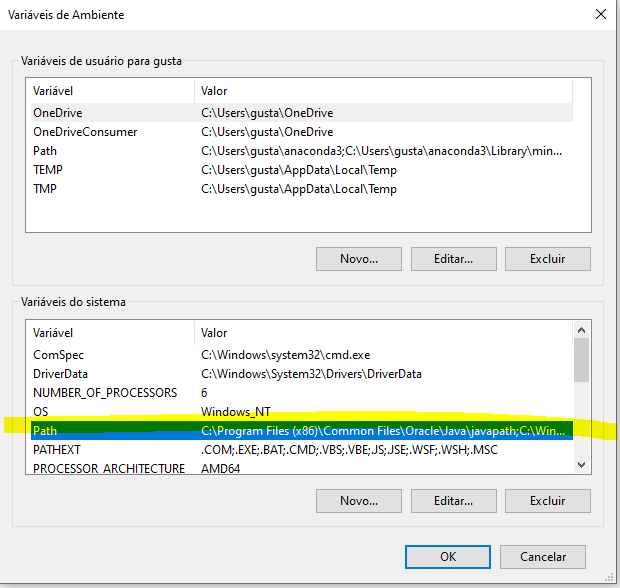 Variáveis de Ambiente
Variáveis de usuário para gusta
Variável Valor
OneDrive C:\Users\gusta\OneDrive
OneDriveConsumer C:\Users\gusta\OneDrive
Path C:\Users\gusta\anaconda3;C:\Users\gusta\anaconda3\Library\min...
TEMP C:\Users\gusta\AppData\Local\Temp
TMP C:\Users\gusta\AppData\Local\Temp
Novo... Editar... Excluir
Variáveis do sistema
Variável Valor
ComSpec C:\Windows\system32\cmd.exe
DriverData C:\Windows\System32\Drivers\DriverData
NUMBER_OF_PROCESSORS 6
OS Windows_NT
Path C:\Program Files (x86)\Common Files\Oracle\Java\javapath;C:\Win...
PATHEXT .COM;.EXE;.BAT;.CMD;.VBS;.VBE;.JS;.JSE;.WSF;.WSH;.MSC
PROCESSOR_ARCHITECTURE AMD64
Novo... Editar... Excluir
OK Cancelar